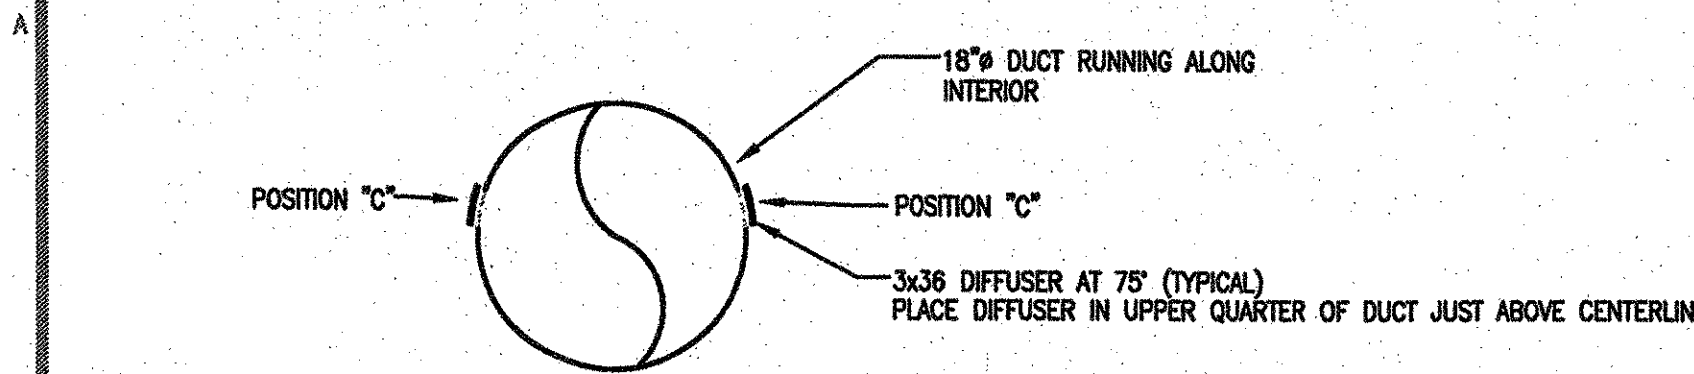 A
18"ø DUCT RUNNING ALONG
INTERIOR
POSITION "C"
POSITION "C"
3x36 DIFFUSER AT 75° (TYPICAL)
PLACE DIFFUSER IN UPPER QUARTER OF DUCT JUST ABOVE CENTERLIN